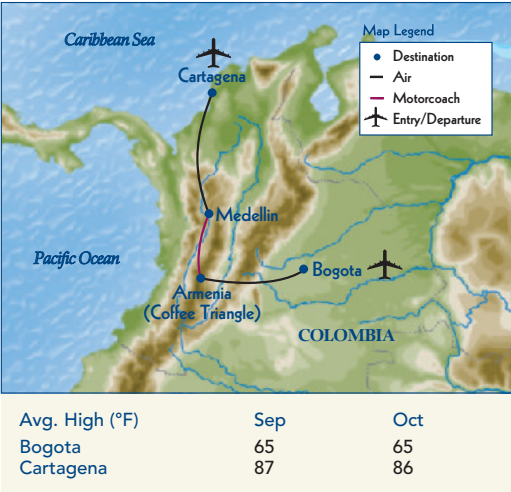 Caribbean Sea
Map Legend
Destination
Air
Motorcoach
Entry/Departure
Cartagena
Medellin
Pacific Ocean
Bogota
Armenia
(Coffee Triangle)
COLOMBIA
Avg. High (°F) Sep Oct
Bogota 65 65
Cartagena 87 86